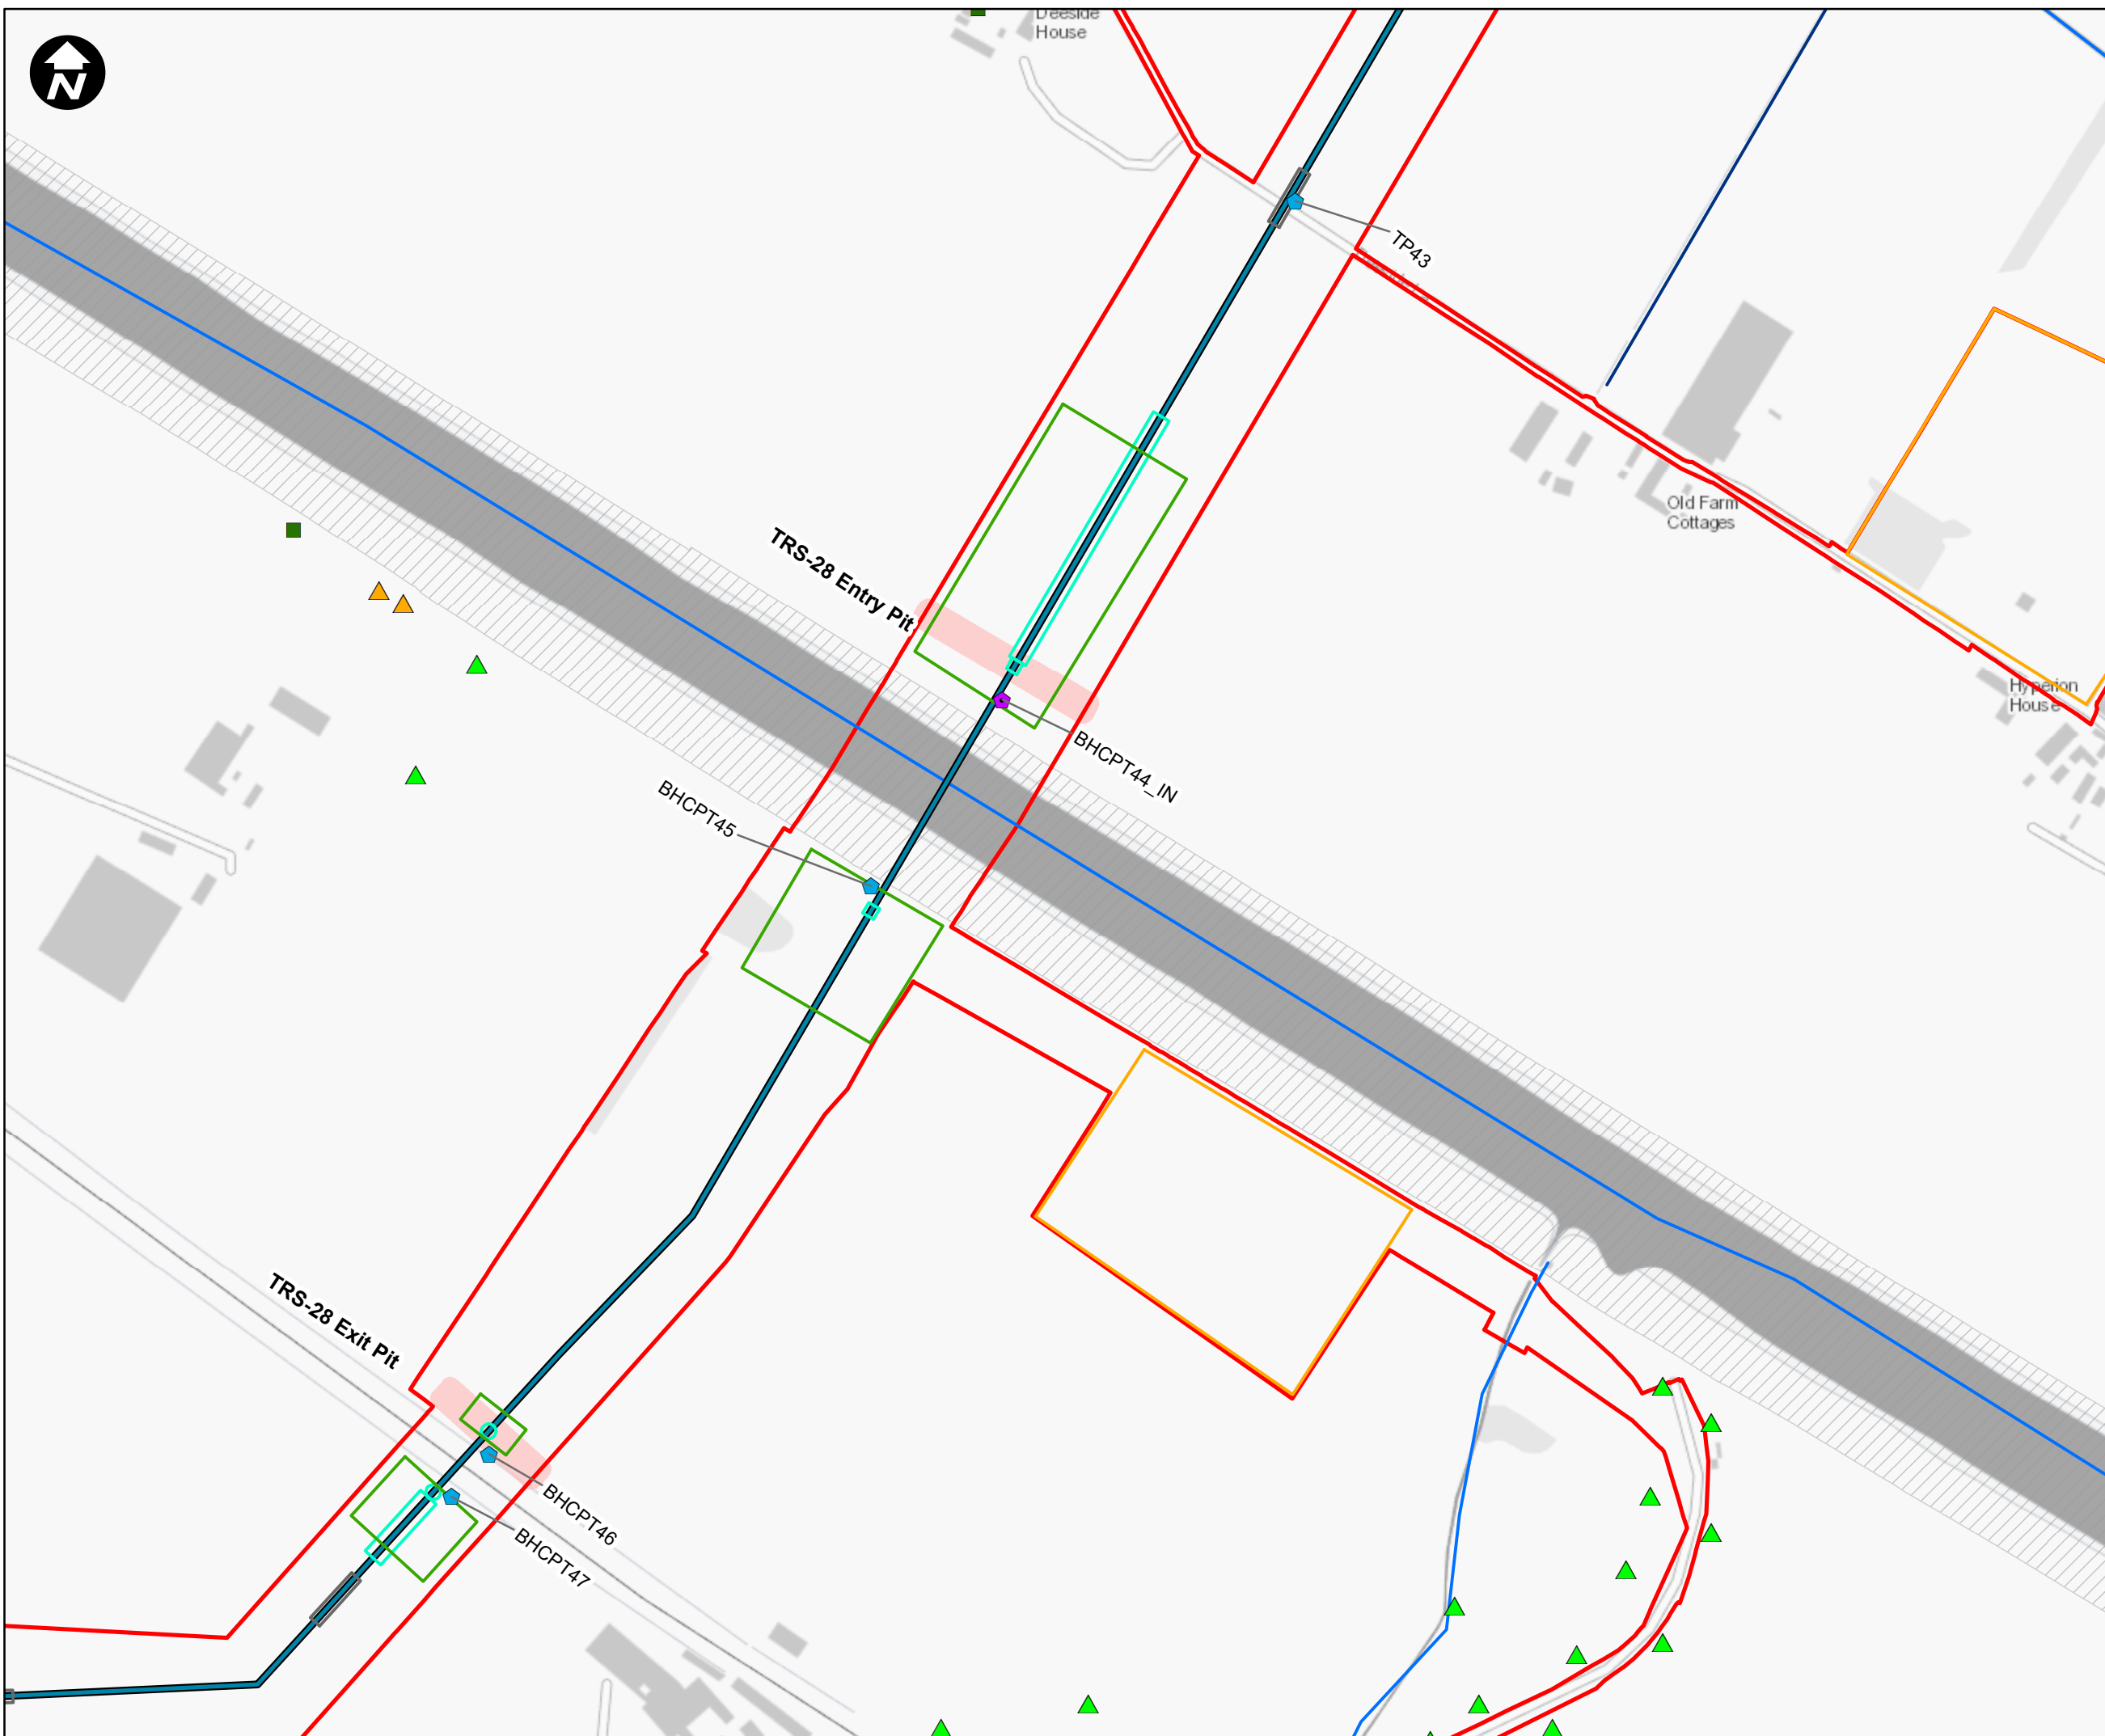 Deeside
House
N
TP43
Old Farm
Cottages
TRS-28 Entry Pit
Hyperion
House
BHCPT44_IN
BHCPT45
TRS-28 Exit Pit
BHCPT46
BHCPT47